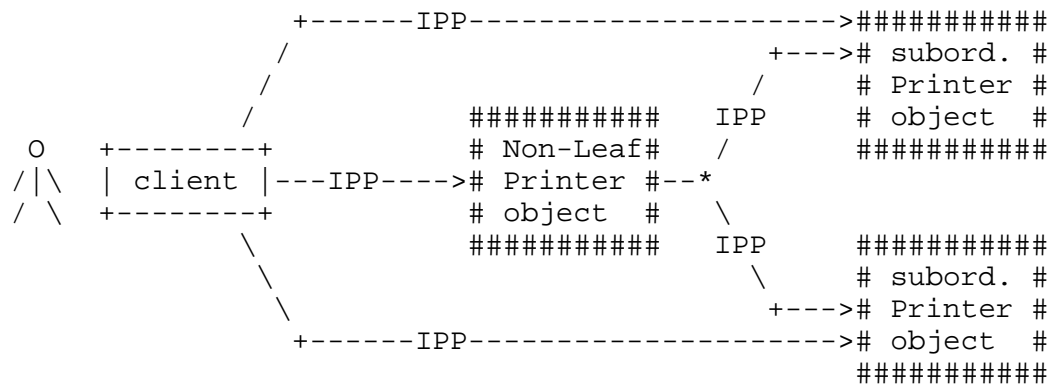 +------IPP--------------------->###########
/                          +---># subord. #
/                          /     # Printer #
/              ###########   IPP     # object  #
O    +--------+             # Non-Leaf#   /       ###########
/|\   | client |---IPP----># Printer #--*
/ \   +--------+             # object  #   \
\              ###########   IPP     ###########
\                          \     # subord. #
\                          +---># Printer #
+------IPP---------------------># object  #
###########